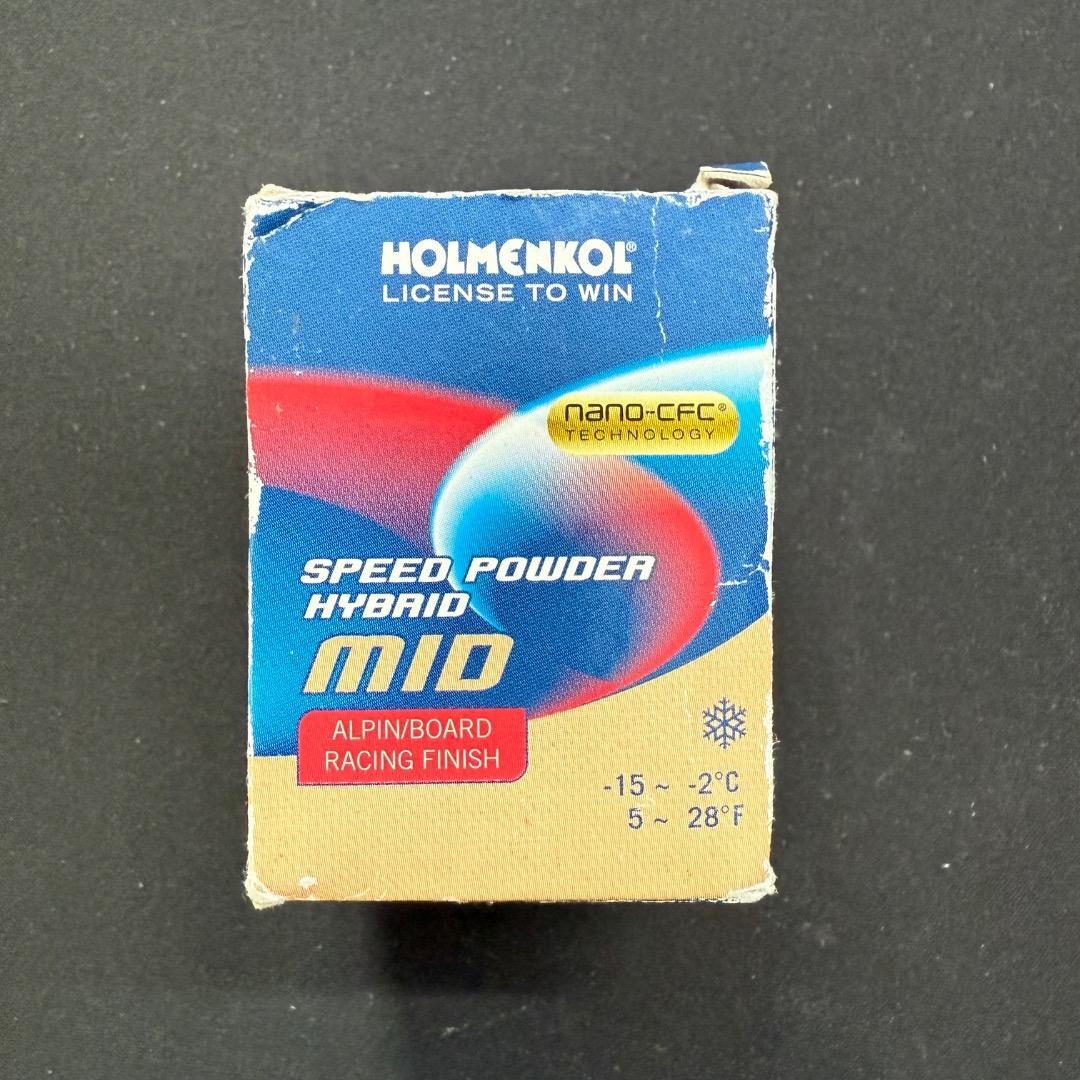 HOLMENKOL®
LICENSE TO WIN
nano-CFC®
TECHNOLOGY
SPEED POWDER
HYBRID
MID
ALPIN/BOARD
RACING FINISH
-15 ~ -2°C
5 ~ 28°F